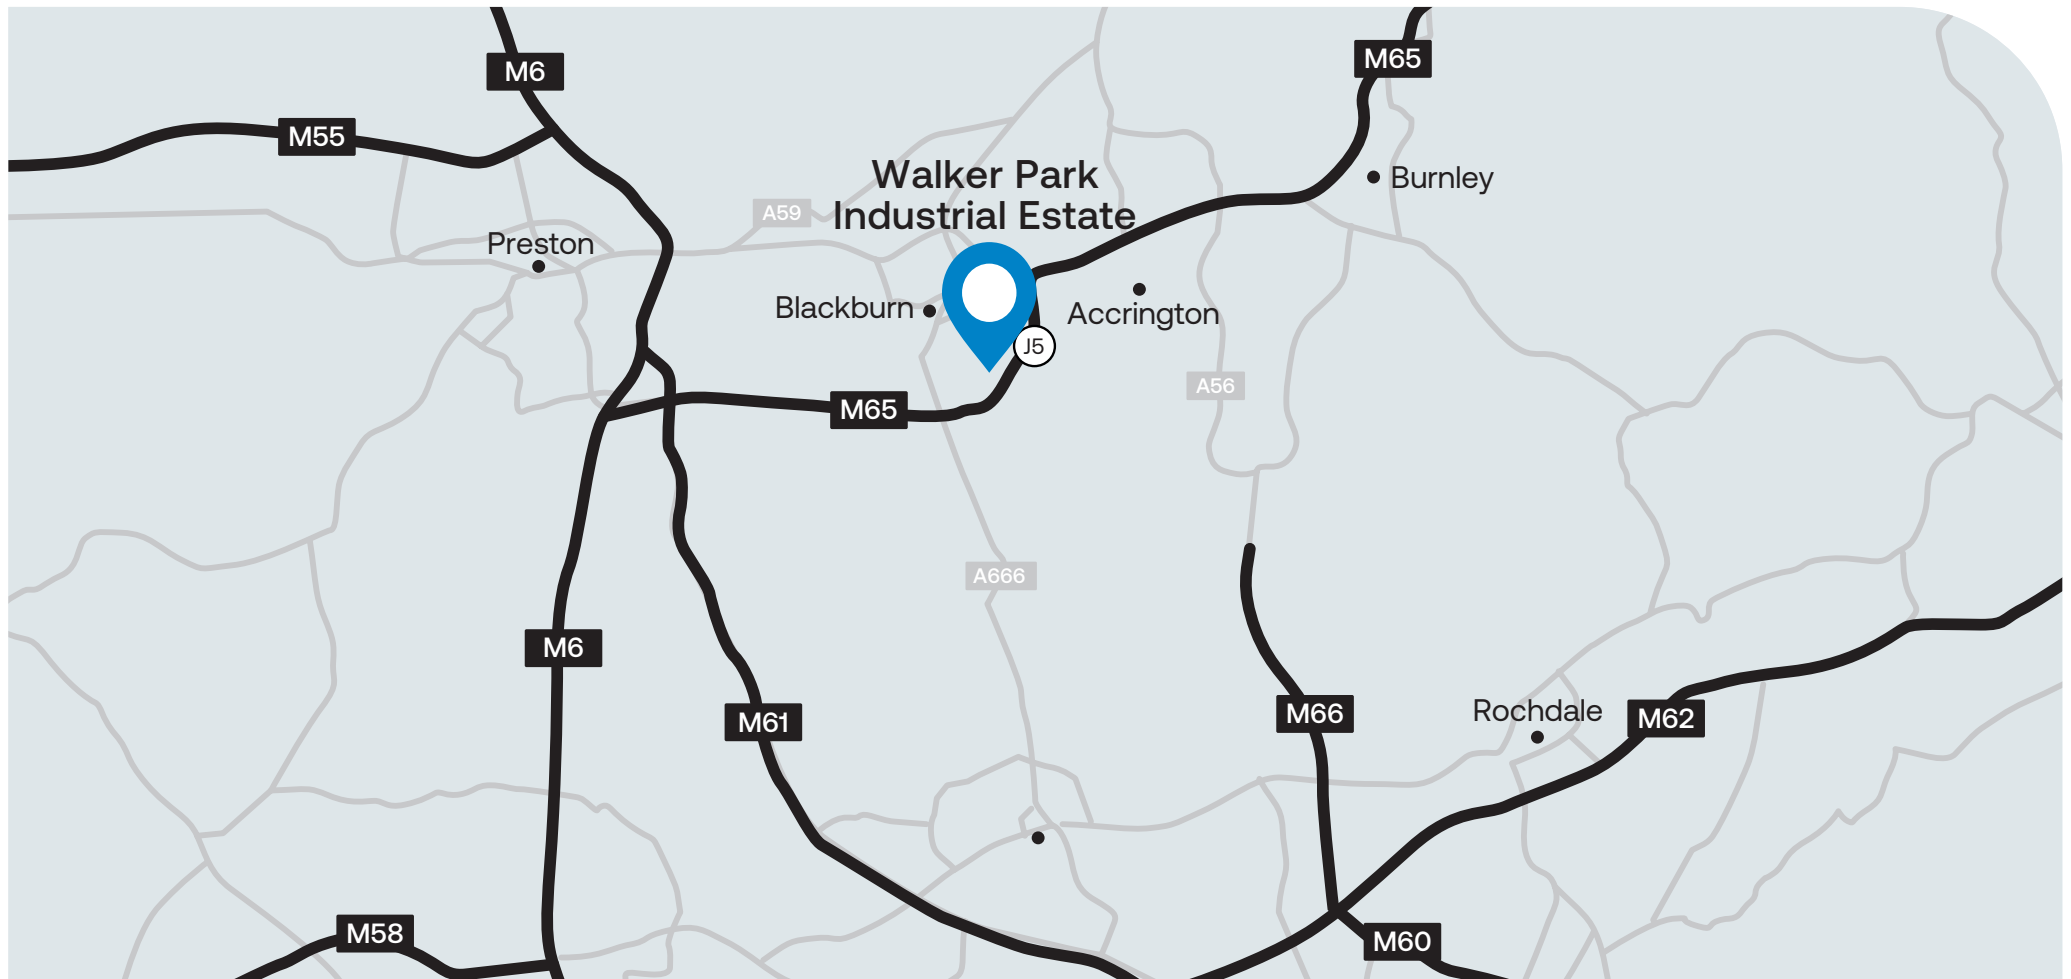 M65
M6
M55
Walker Park
Industrial Estate
Burnley
A59
Preston
Blackburn
Accrington
J5
A56
M65
A666
M6
M61
M66
Rochdale
M62
M58
M60